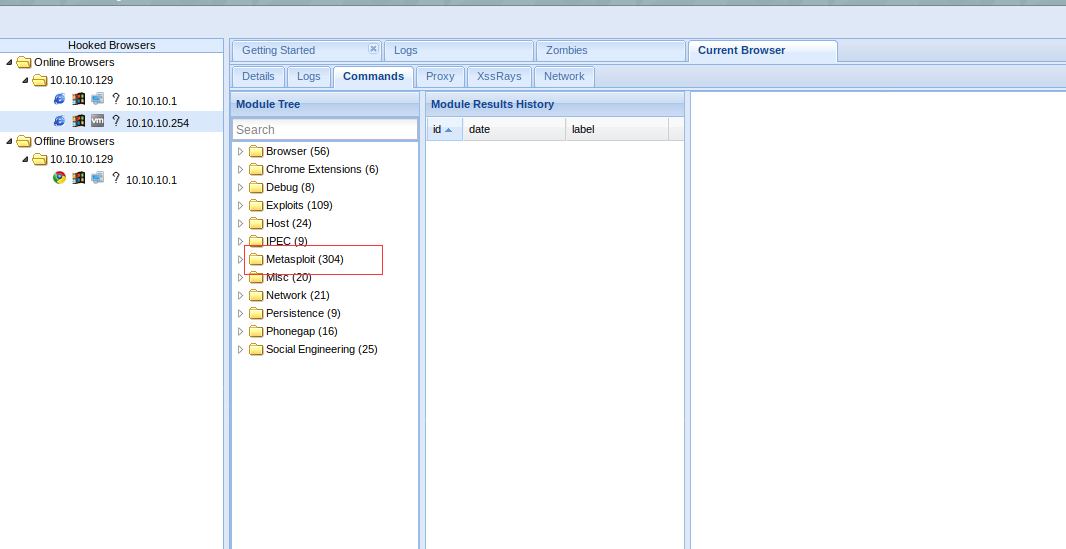 Hooked Browsers
Online Browsers
10.10.10.129
? 10.10.10.1
vm ? 10.10.10.254
Offline Browsers
10.10.10.129
? 10.10.10.1
Getting Started Logs Zombies Current Browser
Details Logs Commands Proxy XssRays Network
Module Tree
Search
Browser (56)
Chrome Extensions (6)
Debug (8)
Exploits (109)
Host (24)
IPEC (9)
Metasploit (304)
Misc (20)
Network (21)
Persistence (9)
Phonegap (16)
Social Engineering (25)
Module Results History
id date label